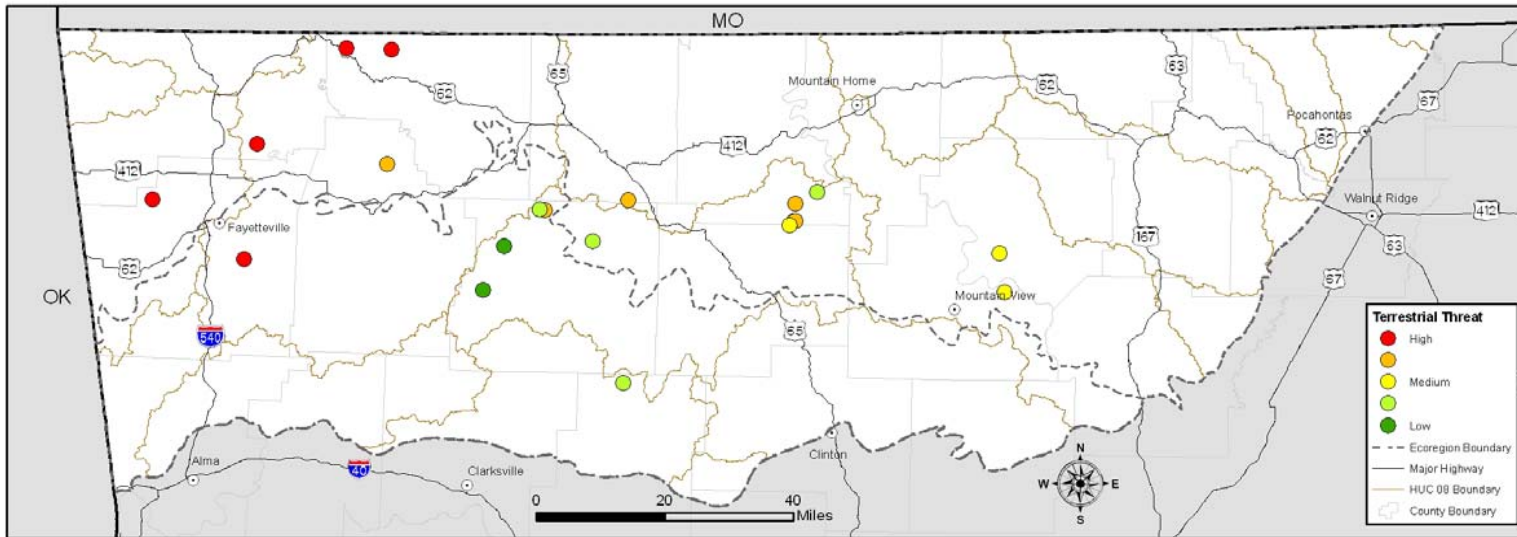 MO
65
63
Mountain Home
62
62
67
Pocahontas
62
412
412
Walnut Ridge
412
Fayetteville
167
63
62
67
OK
Mountain View
540
65
Terrestrial Threat
High
Medium
Low
Ecoregion Boundary
Major Highway
HUC 08 Boundary
County Boundary
Clinton
Alma
40
Clarksville
N
W E
S
0 20 40
Miles